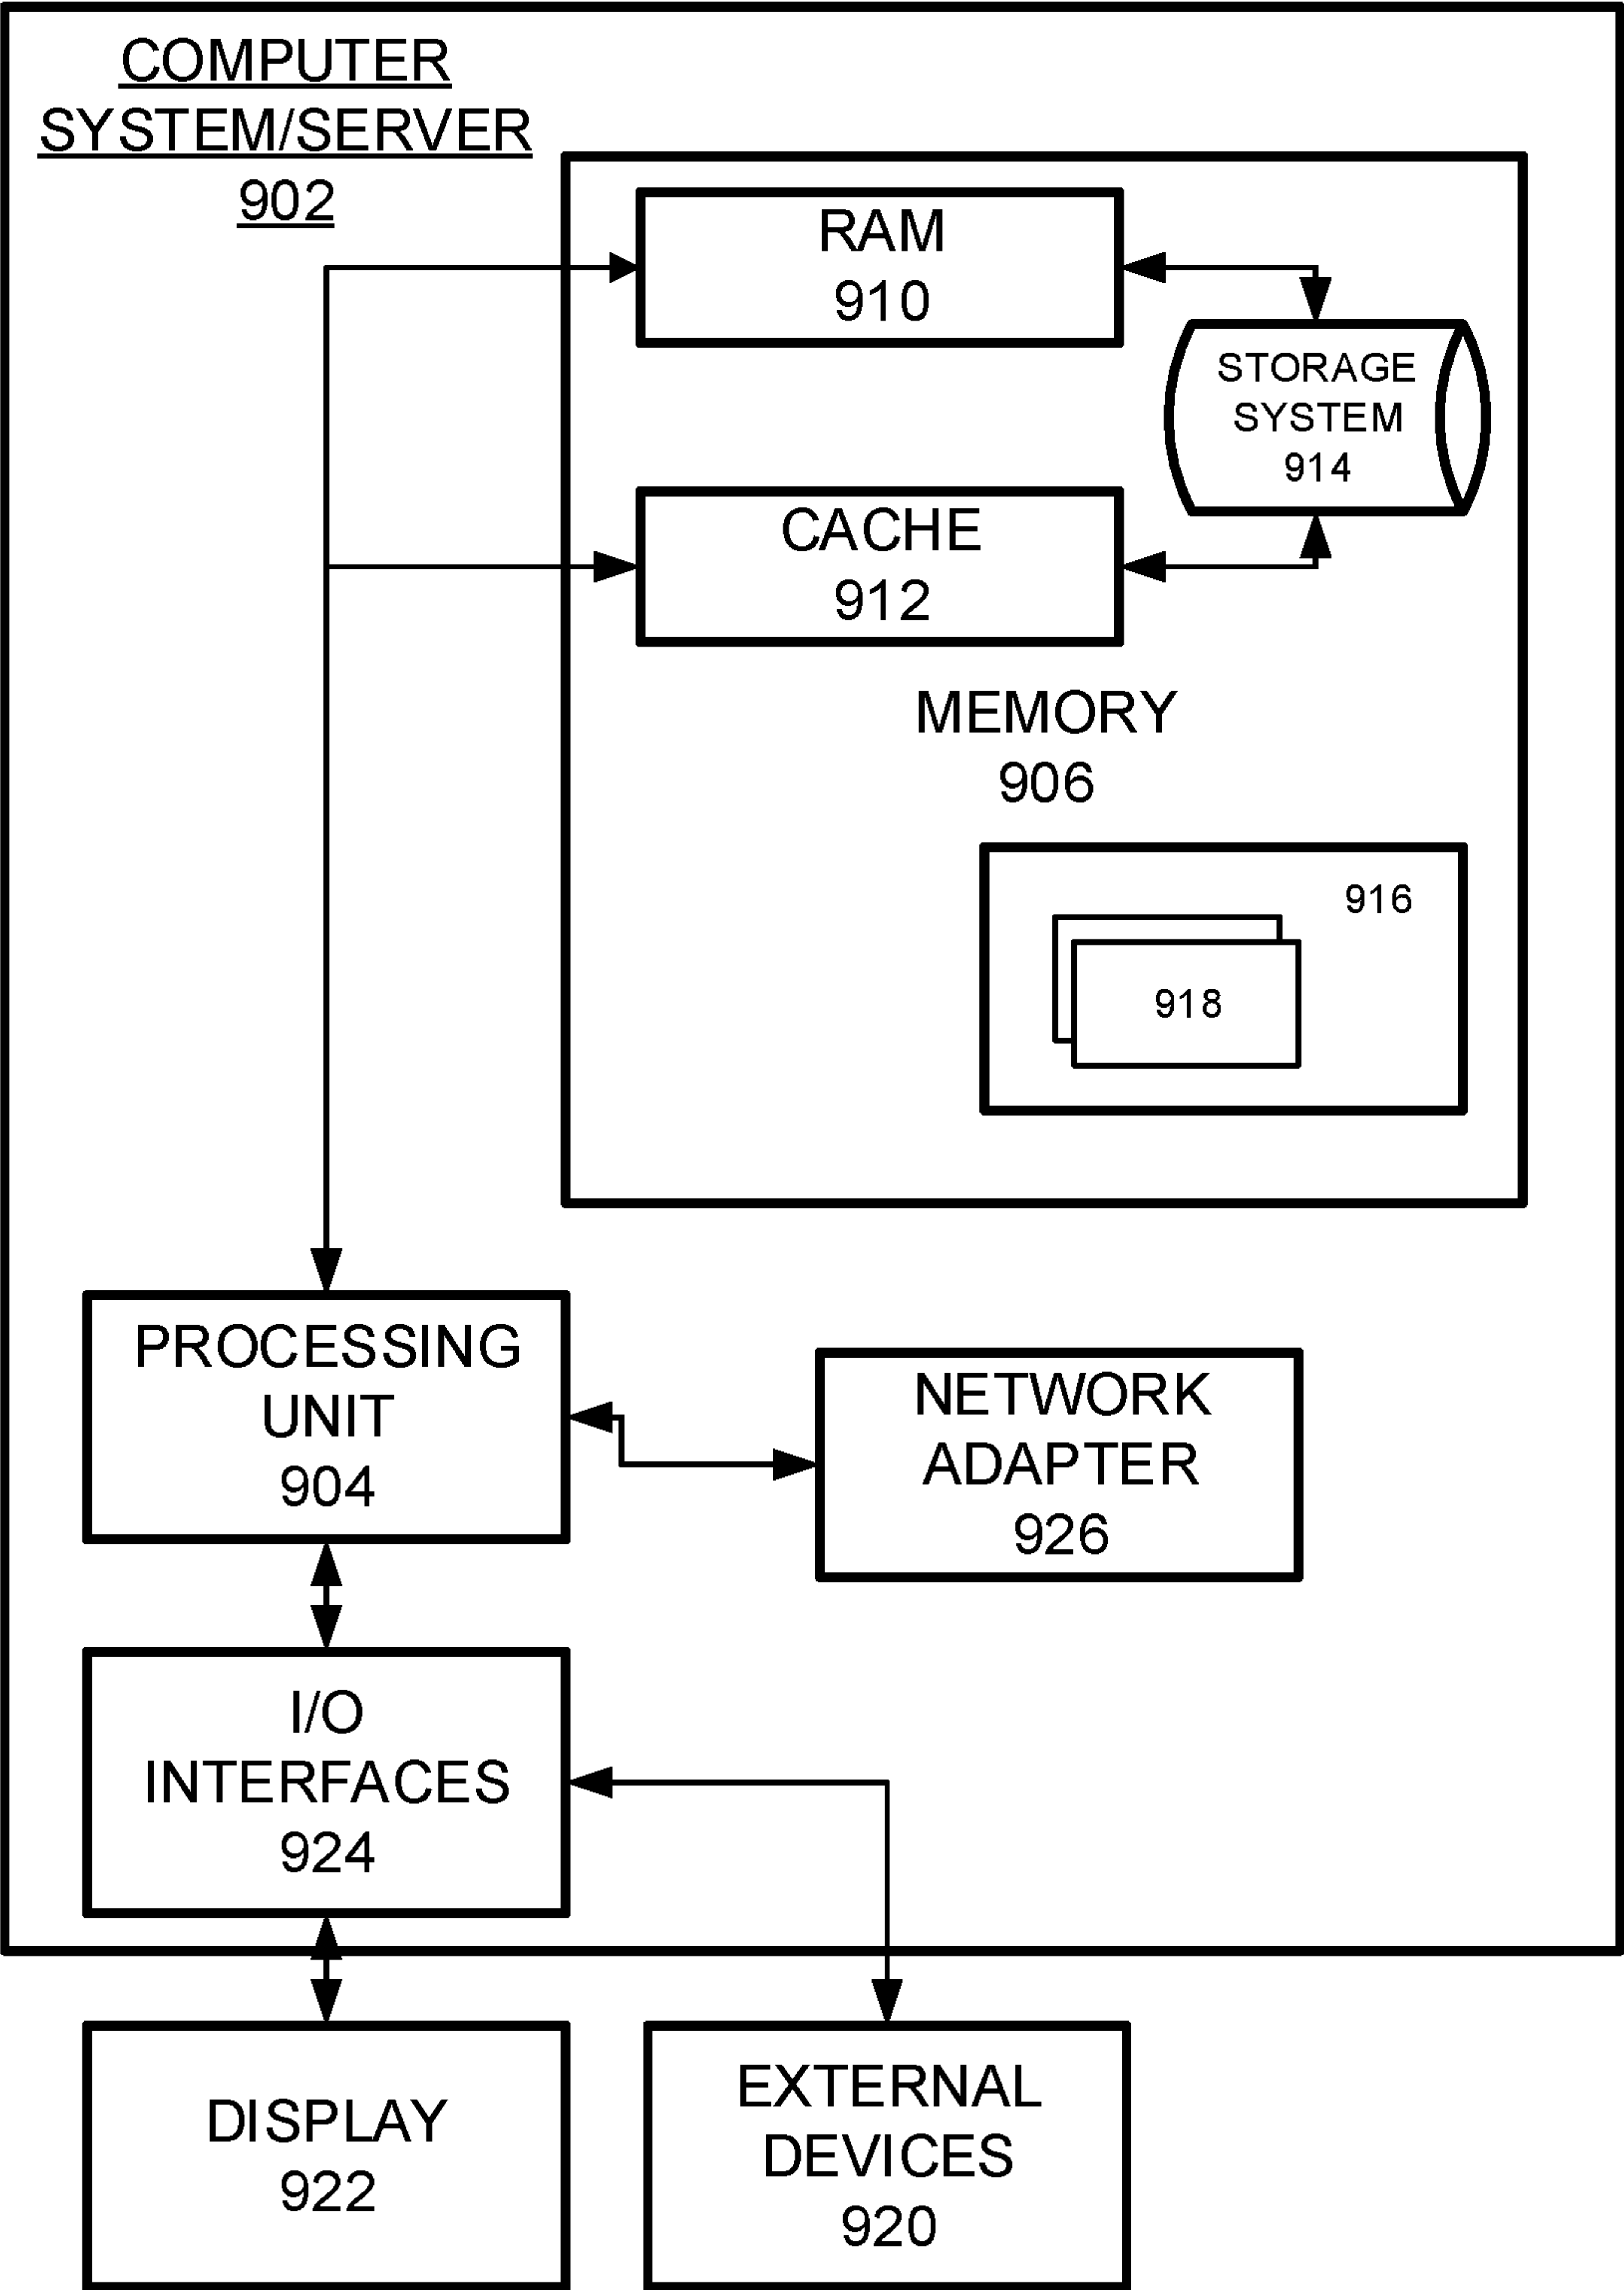 COMPUTER
SYSTEM/SERVER
902
RAM
910
STORAGE
SYSTEM
914
CACHE
912
MEMORY
906
916
918
PROCESSING
UNIT
904
NETWORK
ADAPTER
926
I/O
INTERFACES
924
DISPLAY
922
EXTERNAL
DEVICES
920